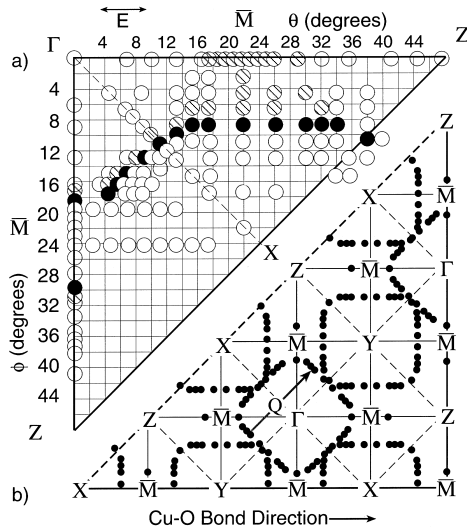 E
M̄ θ (degrees) Z
Γ 4 8 12 16 20 24 28 32 36 40 44
a)
4
8
12
16
M̄ 20
24
28
32
36
40
44
φ (degrees)
Z
X
Z
X M̄
Z M̄ Γ
X M̄ Y M̄
Q
Z M̄ Γ M̄ Z
b) X M̄ Y M̄ X M̄
Cu-O Bond Direction